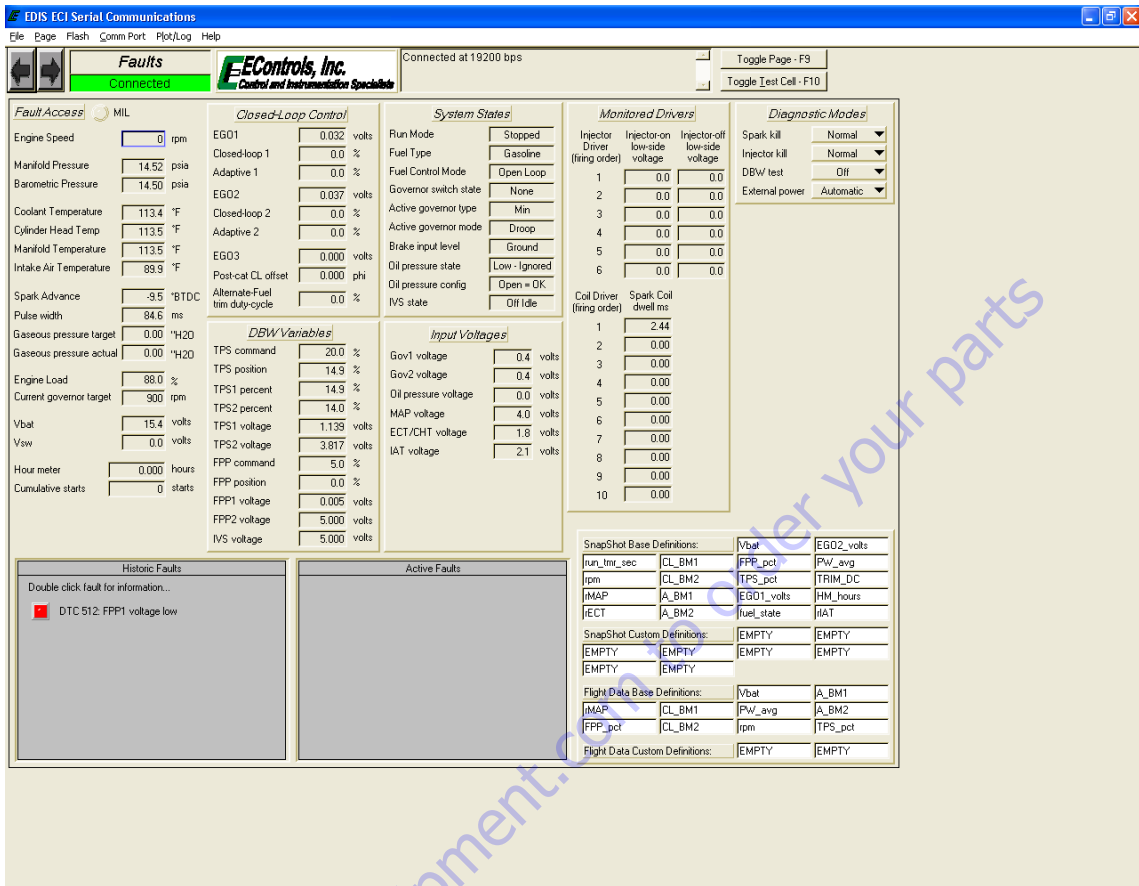 EDIS ECI Serial Communications
File Page Flash Comm Port Plot/Log Help
Faults
Connected
EControls, Inc.
Control and Instrumentation Specialists
Connected at 19200 bps
Toggle Page - F9
Toggle Test Cell - F10
Fault Access MIL
Engine Speed 0 rpm
Manifold Pressure 14.52 psia
Barometric Pressure 14.50 psia
Coolant Temperature 113.4 °F
Cylinder Head Temp 113.5 °F
Manifold Temperature 113.5 °F
Intake Air Temperature 89.9 °F
Spark Advance -9.5 °BTDC
Pulse width 84.6 ms
Gaseous pressure target 0.00 "H2O
Gaseous pressure actual 0.00 "H2O
Engine Load 88.0 %
Current governor target 900 rpm
Vbat 15.4 volts
Vsw 0.0 volts
Hour meter 0.000 hours
Cumulative starts 0 starts
Closed-Loop Control
EGO1 0.032 volts
Closed-loop 1 0.0 %
Adaptive 1 0.0 %
EGO2 0.037 volts
Closed-loop 2 0.0 %
Adaptive 2 0.0 %
EGO3 0.000 volts
Post-cat CL offset 0.000 phi
Alternate-Fuel
trim duty-cycle 0.0 %
DBW Variables
TPS command 20.0 %
TPS position 14.9 %
TPS1 percent 14.9 %
TPS2 percent 14.0 %
TPS1 voltage 1.139 volts
TPS2 voltage 3.817 volts
FPP command 5.0 %
FPP position 0.0 %
FPP1 voltage 0.005 volts
FPP2 voltage 5.000 volts
IVS voltage 5.000 volts
System States
Run Mode Stopped
Fuel Type Gasoline
Fuel Control Mode Open Loop
Governor switch state None
Active governor type Min
Active governor mode Droop
Brake input level Ground
Oil pressure state Low - Ignored
Oil pressure config Open = OK
IVS state Off Idle
Input Voltages
Gov1 voltage 0.4 volts
Gov2 voltage 0.4 volts
Oil pressure voltage 0.0 volts
MAP voltage 4.0 volts
ECT/CHT voltage 1.8 volts
IAT voltage 2.1 volts
Monitored Drivers
Injector Injector-on Injector-off
Driver low-side low-side
(firing order) voltage voltage
1 0.0 0.0
2 0.0 0.0
3 0.0 0.0
4 0.0 0.0
5 0.0 0.0
6 0.0 0.0
Coil Driver Spark Coil
(firing order) dwell ms
1 2.44
2 0.00
3 0.00
4 0.00
5 0.00
6 0.00
7 0.00
8 0.00
9 0.00
10 0.00
Diagnostic Modes
Spark kill Normal
Injector kill Normal
DBW test Off
External power Automatic
Historic Faults
Double click fault for information...
DTC 512: FPP1 voltage low
Active Faults
SnapShot Base Definitions: Vbat EGO2_volts
run_tmr_sec CL_BM1 FPP_pct PW_avg
rpm CL_BM2 TPS_pct TRIM_DC
rMAP A_BM1 EGO1_volts HM_hours
rECT A_BM2 fuel_state rIAT
SnapShot Custom Definitions: EMPTY EMPTY
EMPTY EMPTY EMPTY EMPTY
EMPTY EMPTY
Flight Data Base Definitions: Vbat A_BM1
rMAP CL_BM1 PW_avg A_BM2
FPP_pct CL_BM2 rpm TPS_pct
Flight Data Custom Definitions: EMPTY EMPTY
ment.com to order your parts